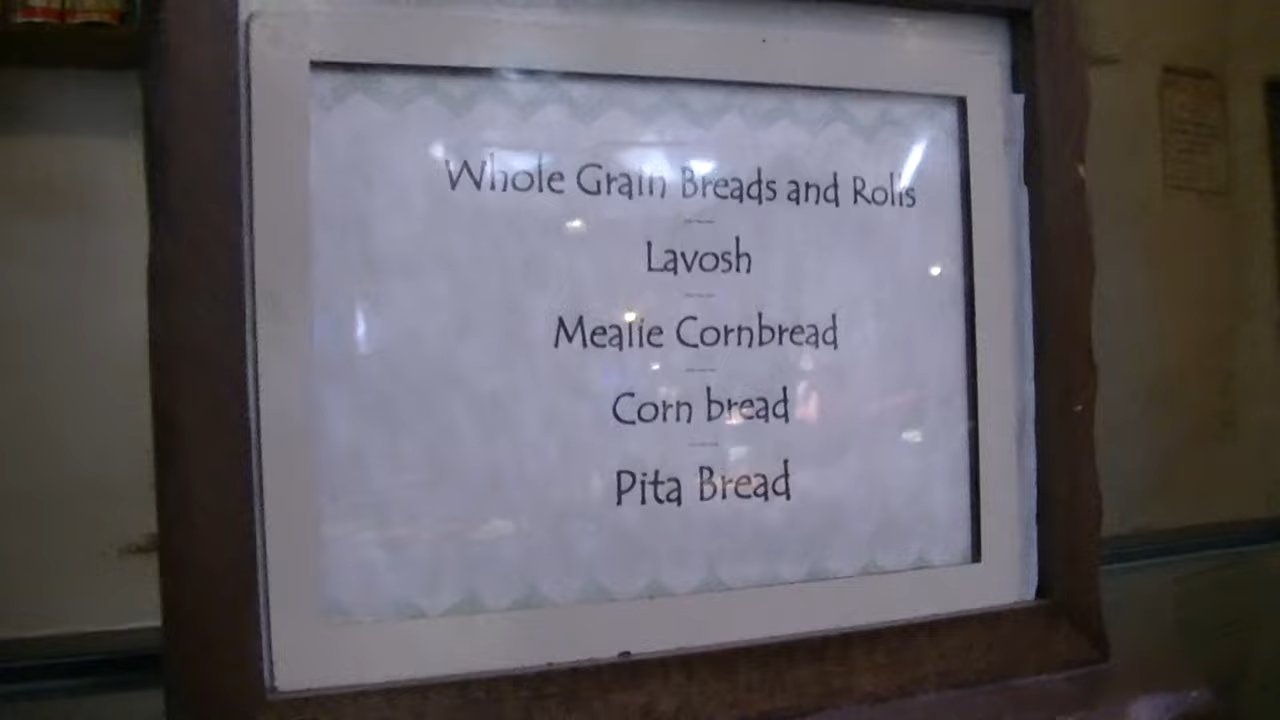 Whole Grain Breads and Rolls
Lavosh
Mealie Cornbread
Corn bread
Pita Bread